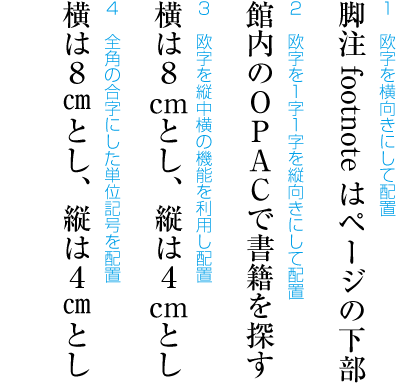 1　欧字を横向きにして配置
脚注 footnote はページの下部
2　欧字を1字1字を縦向きにして配置
館内のＯＰＡＣで書籍を探す
3　欧字を縦中横の機能を利用し配置
横は８cmとし、縦は４cmとし
4　全角の合字にした単位記号を配置
横は８㎝とし、縦は４㎝とし